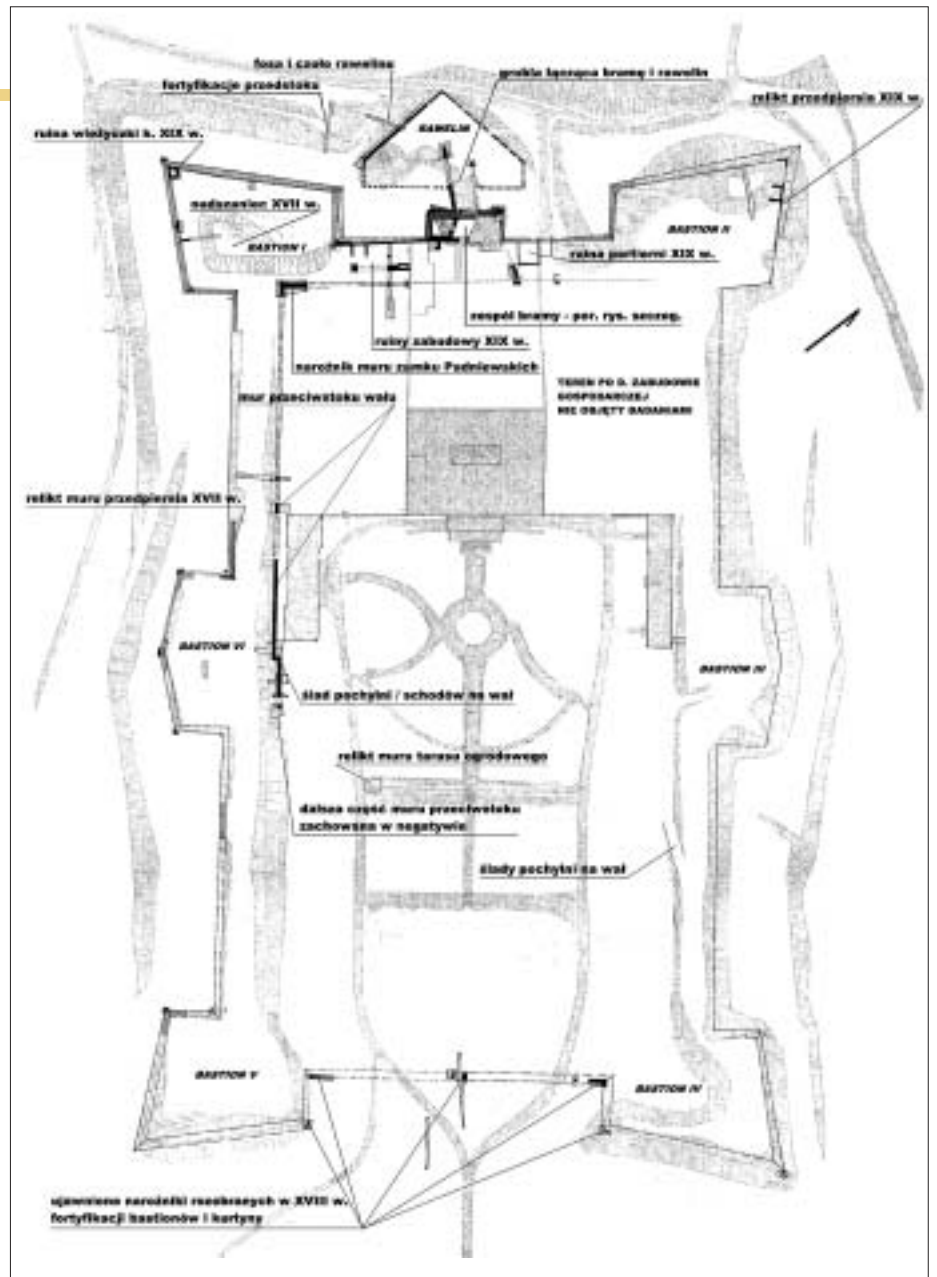 fosa i czoło rawelinu
grobla łącząca bramę i rawelin
fortyfikacje przedstoku
relikt przedpiersia XIX w.
ruina wieżyczki k. XIX w.
RAWELIN
nadszaniec XVII w.
BASTION I
BASTION II
ruina portierni XIX w.
zespół bramy - por. rys. szczeg.
ruiny zabudowy XIX w.
narożnik muru zamku Padniewskich
TEREN PO D. ZABUDOWIE
GOSPODARCZEJ
NIE OBJĘTY BADANIAMI
mur przeciwstoku wału
relikt muru przedpiersia XVII w.
BASTION VI
BASTION III
ślad pochylni / schodów na wał
relikt muru tarasu ogrodowego
dalsza część muru przeciwstoku
zachowana w negatywie
ślady pochylni na wał
BASTION V
BASTION IV
ujawnione narożniki rozebranych w XVIII w.
fortyfikacji bastionów i kurtyny